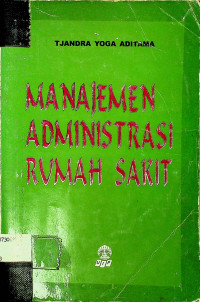 TJANDRA YOGA ADITAMA
MANAJEMEN
ADMINISTRASI
RUMAH SAKIT